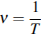 ν = 1/T